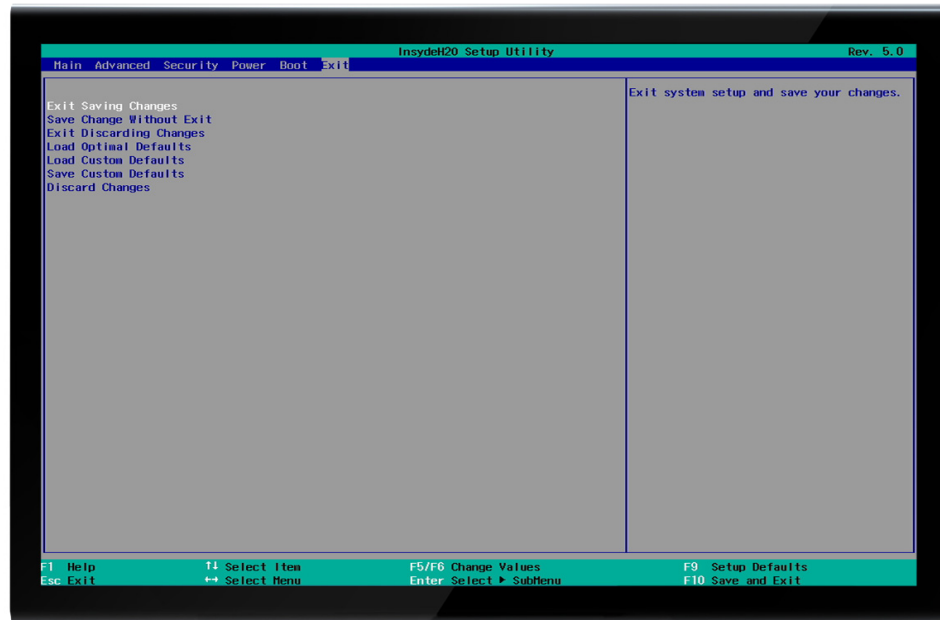 InsydeH20 Setup Utility Rev. 5.0
Main Advanced Security Power Boot Exit
Exit Saving Changes
Save Change Without Exit
Exit Discarding Changes
Load Optimal Defaults
Load Custom Defaults
Save Custom Defaults
Discard Changes
Exit system setup and save your changes.
F1 Help ↑↓ Select Item F5/F6 Change Values F9 Setup Defaults
Esc Exit ↔ Select Menu Enter Select ► SubMenu F10 Save and Exit